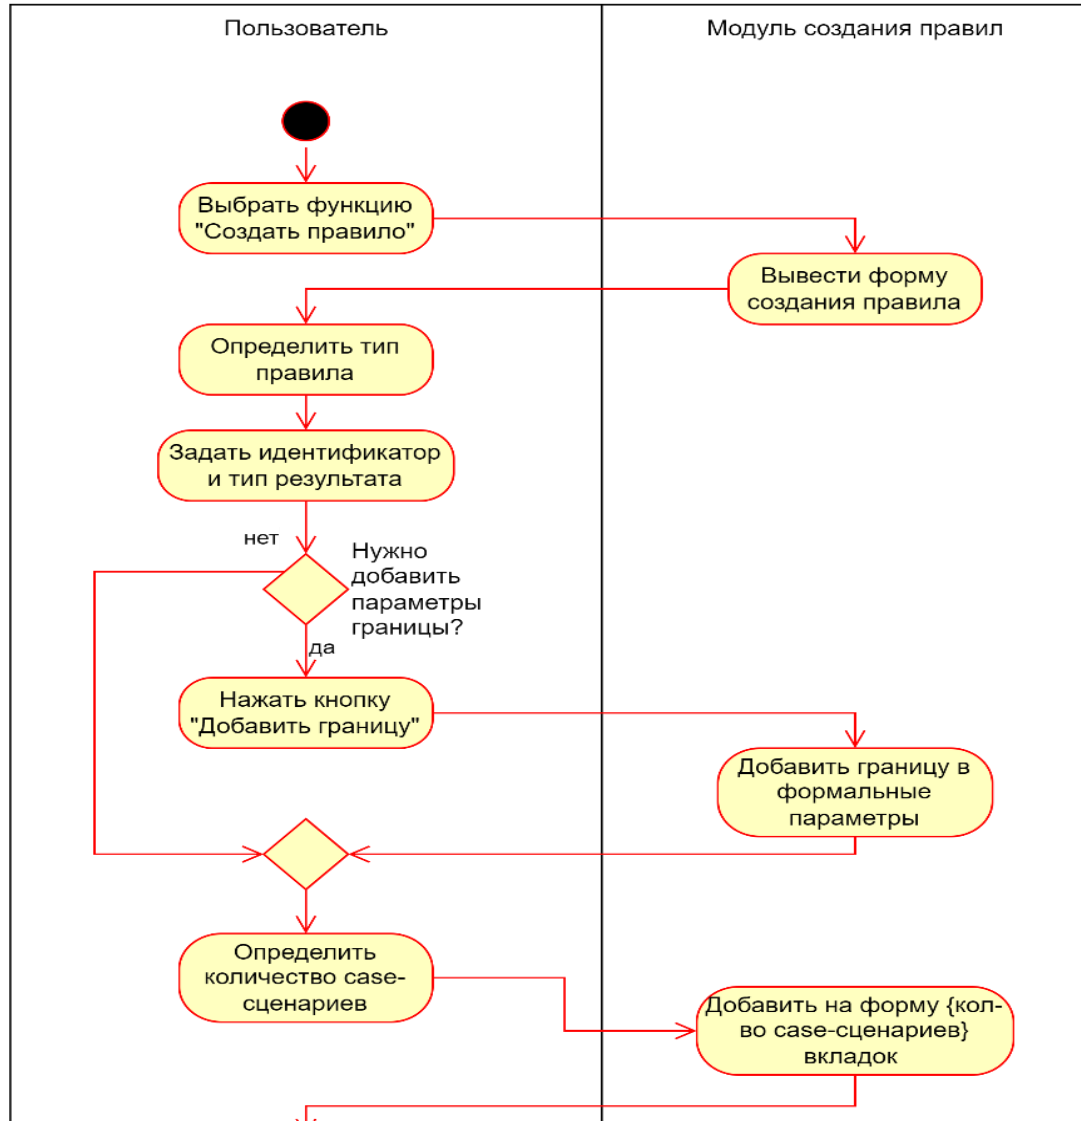 Пользователь
Модуль создания правил
Выбрать функцию
"Создать правило"
Вывести форму
создания правила
Определить тип
правила
Задать идентификатор
и тип результата
нет
Нужно
добавить
параметры
границы?
да
Нажать кнопку
"Добавить границу"
Добавить границу в
формальные
параметры
Определить
количество case-
сценариев
Добавить на форму {кол-
во case-сценариев}
вкладок